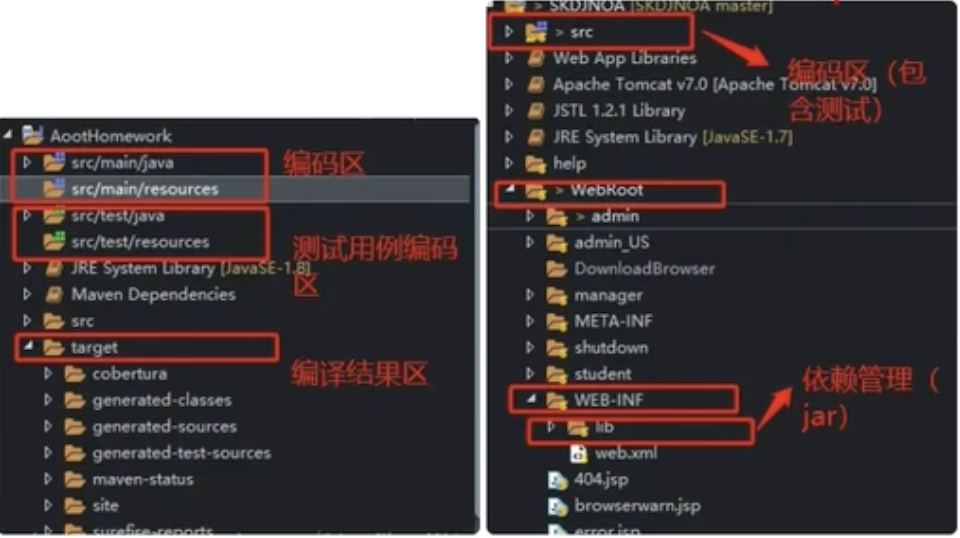 AootHomework
src/main/java
编码区
src/main/resources
src/test/java
src/test/resources
测试用例编码
区
JRE System Library [JavaSE-1.8]
Maven Dependencies
src
target
编译结果区
cobertura
generated-classes
generated-sources
generated-test-sources
maven-status
site
surefire-reports
> SKDJNOA [SKDJNOA master]
> src
编码区（包
含测试）
Web App Libraries
Apache Tomcat v7.0 [Apache Tomcat v7.0]
JSTL 1.2.1 Library
JRE System Library [JavaSE-1.7]
help
> WebRoot
> admin
admin_US
DownloadBrowser
manager
META-INF
shutdown
student
依赖管理（
jar）
WEB-INF
lib
web.xml
404.jsp
browserwarn.jsp
error.jsp